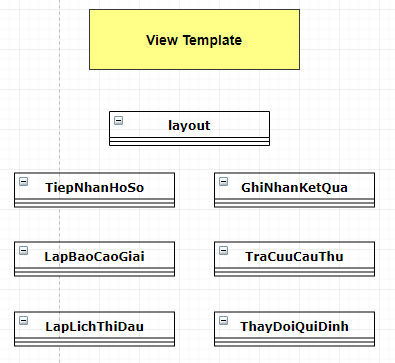 View Template
layout
TiepNhanHoSo
GhiNhanKetQua
LapBaoCaoGiai
TraCuuCauThu
LapLichThiDau
ThayDoiQuiDinh